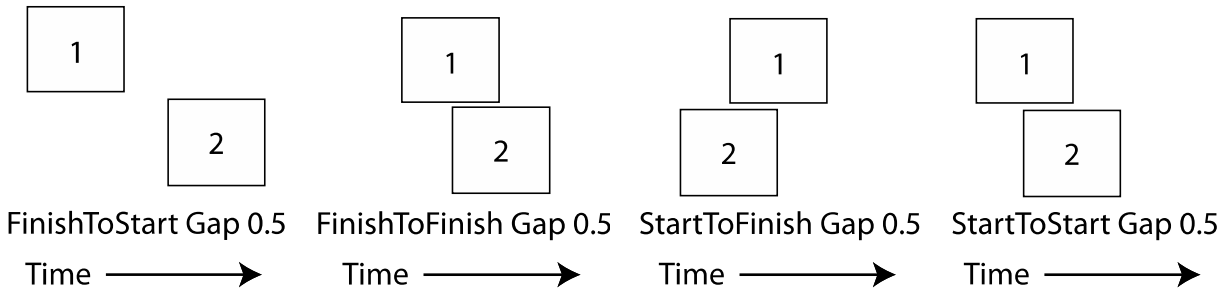 1
2
FinishToStart Gap 0.5
Time
1
2
FinishToFinish Gap 0.5
Time
1
2
StartToFinish Gap 0.5
Time
1
2
StartToStart Gap 0.5
Time